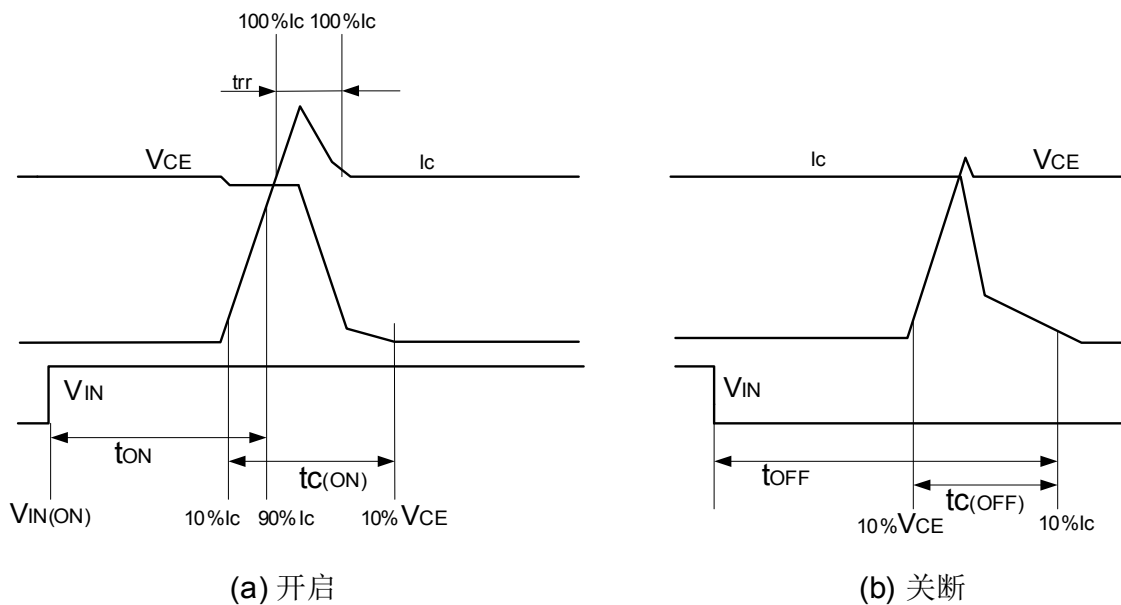 100%Ic 100%Ic
trr
VCE
Ic
VIN
tON
tC(ON)
VIN(ON)
10%Ic
90%Ic
10%VCE
(a) 开启
Ic
VCE
VIN
tOFF
tC(OFF)
10%VCE
10%Ic
(b) 关断